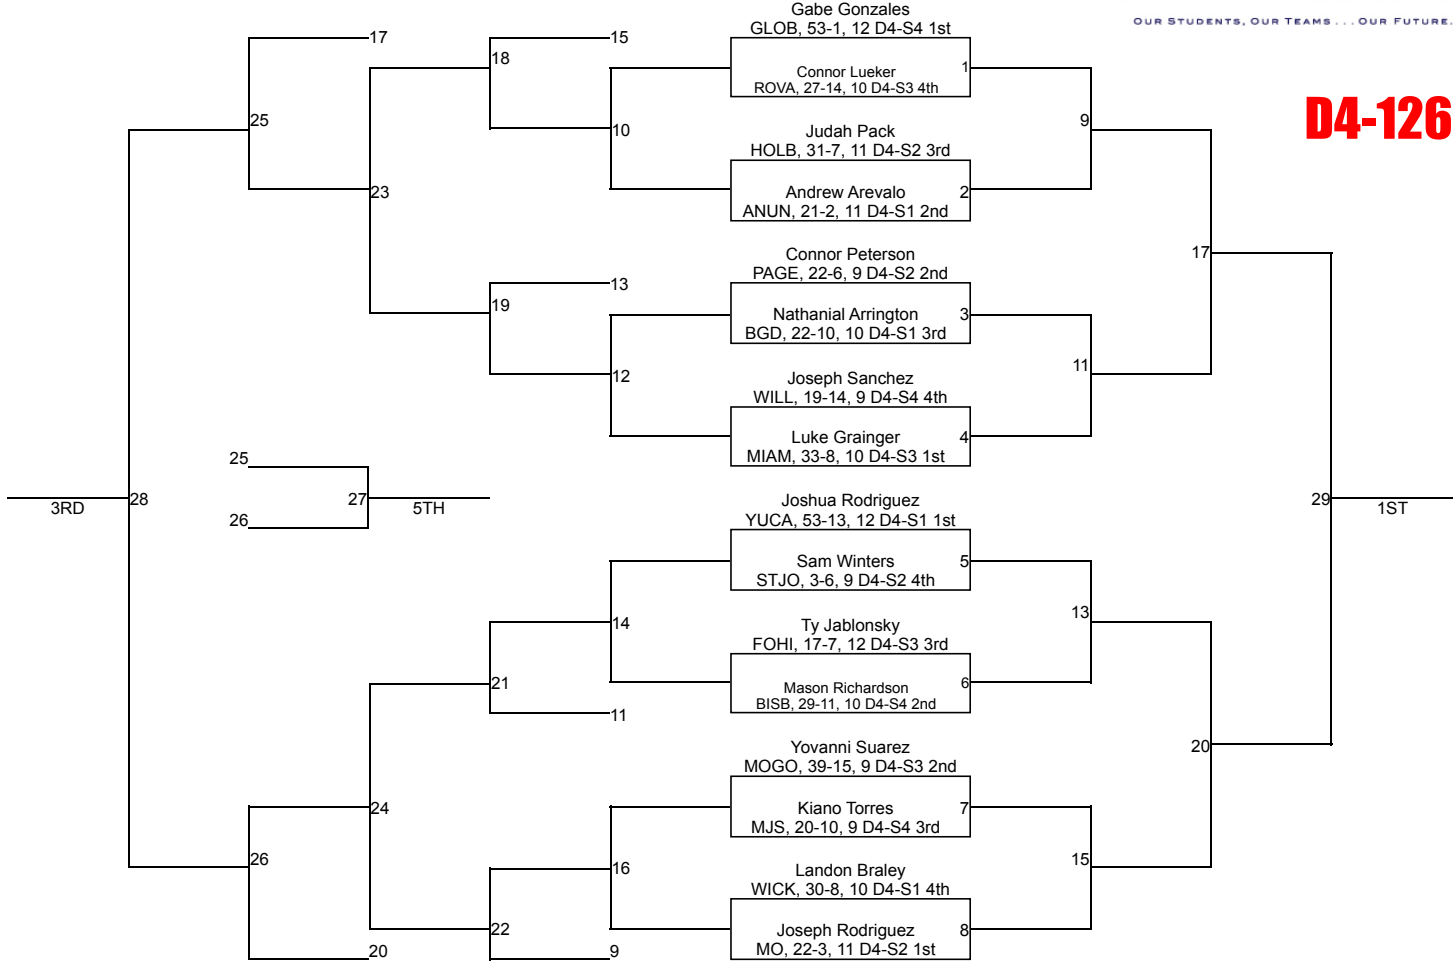 OUR STUDENTS, OUR TEAMS ... OUR FUTURE.
D4-126
Gabe Gonzales
GLOB, 53-1, 12 D4-S4 1st
Connor Lueker
ROVA, 27-14, 10 D4-S3 4th
1
Judah Pack
HOLB, 31-7, 11 D4-S2 3rd
Andrew Arevalo
ANUN, 21-2, 11 D4-S1 2nd
2
Connor Peterson
PAGE, 22-6, 9 D4-S2 2nd
Nathanial Arrington
BGD, 22-10, 10 D4-S1 3rd
3
Joseph Sanchez
WILL, 19-14, 9 D4-S4 4th
Luke Grainger
MIAM, 33-8, 10 D4-S3 1st
4
Joshua Rodriguez
YUCA, 53-13, 12 D4-S1 1st
Sam Winters
STJO, 3-6, 9 D4-S2 4th
5
Ty Jablonsky
FOHI, 17-7, 12 D4-S3 3rd
Mason Richardson
BISB, 29-11, 10 D4-S4 2nd
6
Yovanni Suarez
MOGO, 39-15, 9 D4-S3 2nd
Kiano Torres
MJS, 20-10, 9 D4-S4 3rd
7
Landon Braley
WICK, 30-8, 10 D4-S1 4th
Joseph Rodriguez
MO, 22-3, 11 D4-S2 1st
8
9
11
13
15
17
20
29
1ST
15
10
13
12
14
11
16
9
18
19
21
22
17
23
24
20
25
26
25
26
27
5TH
28
3RD